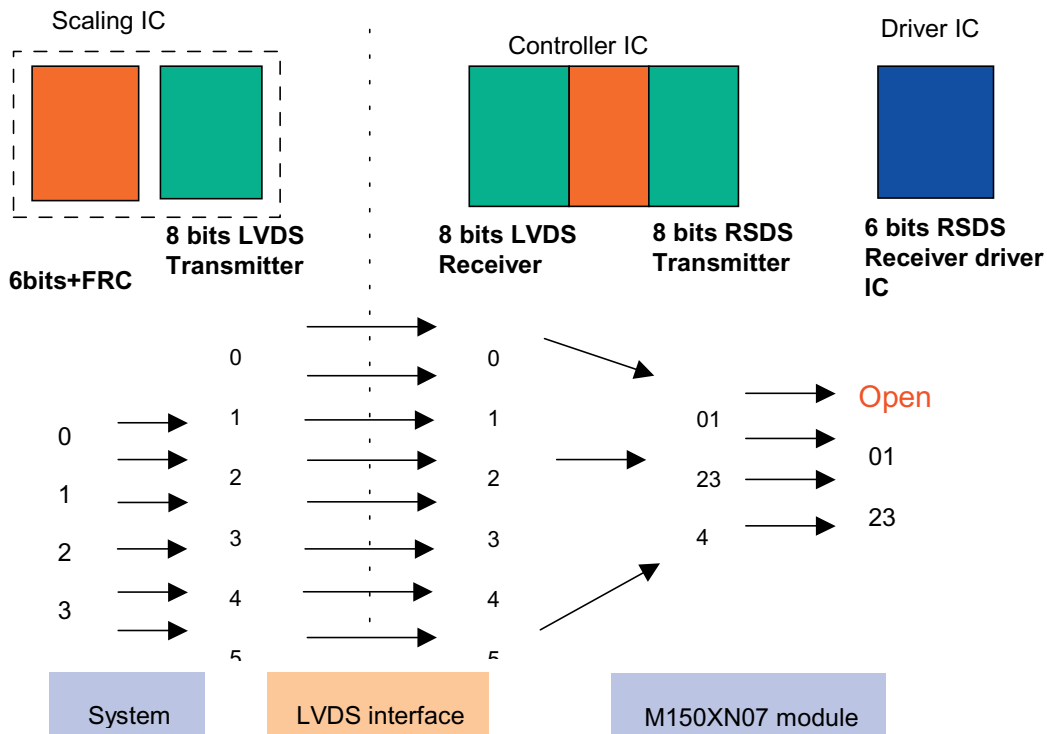 Scaling IC
Controller IC
Driver IC
6bits+FRC
8 bits LVDS
Transmitter
8 bits LVDS
Receiver
8 bits RSDS
Transmitter
6 bits RSDS
Receiver driver
IC
0
1
2
3
0
1
2
3
4
5
0
1
2
3
4
5
01
23
4
Open
01
23
System
LVDS interface
M150XN07 module